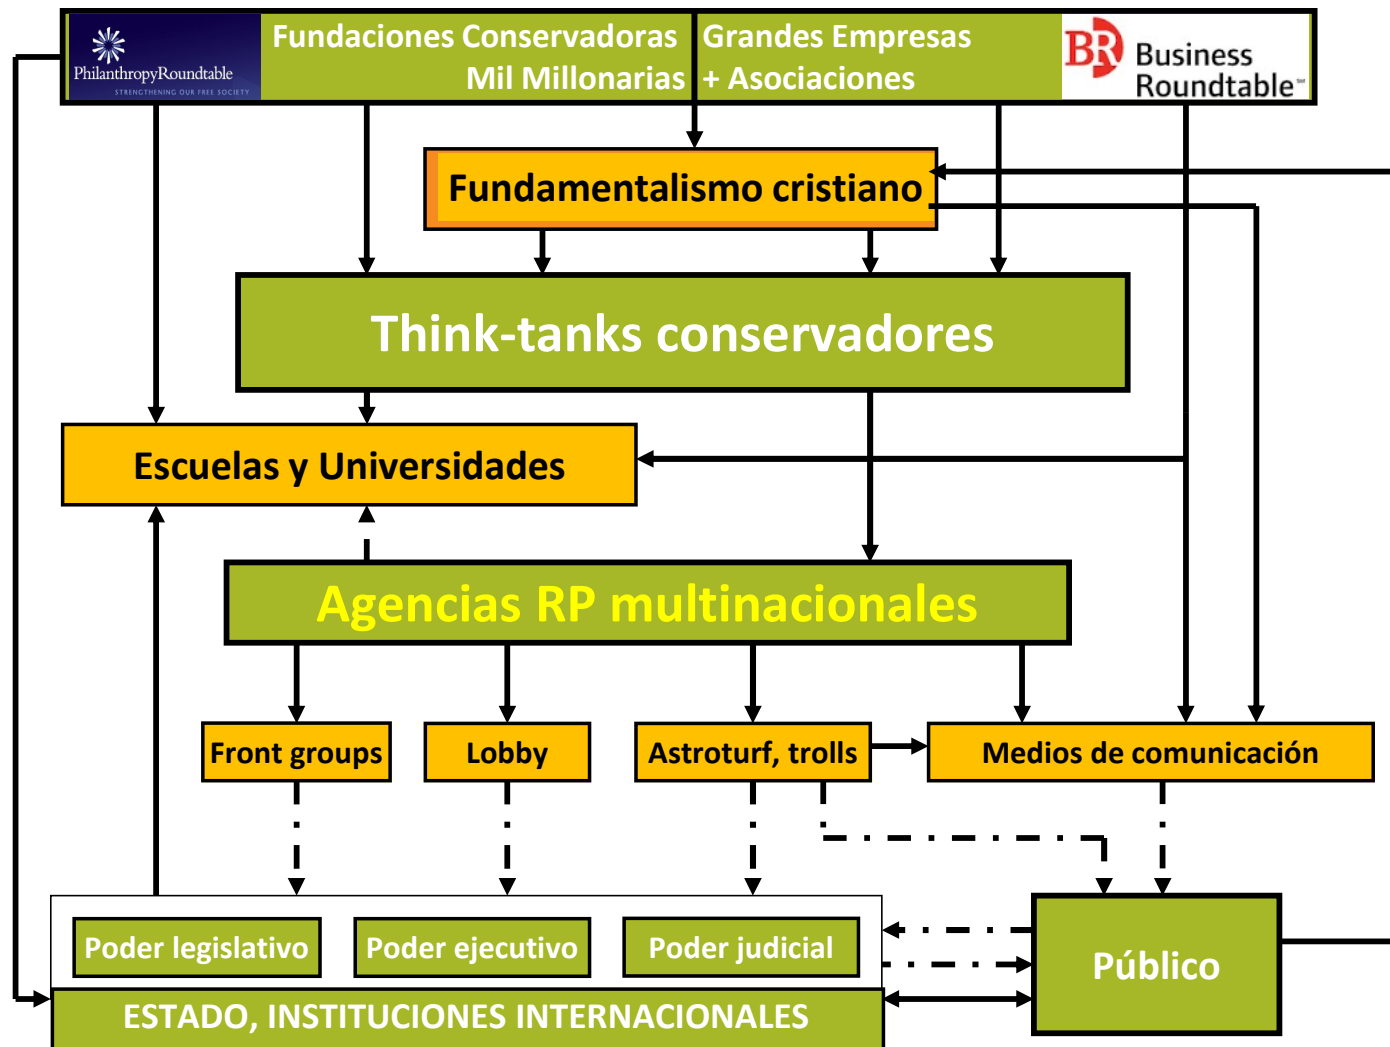 PhilanthropyRoundtable
STRENGTHENING OUR FREE SOCIETY
Fundaciones Conservadoras
Mil Millonarias
Grandes Empresas
+ Asociaciones
BR
Business
Roundtable℠
Fundamentalismo cristiano
Think-tanks conservadores
Escuelas y Universidades
Agencias RP multinacionales
Front groups
Lobby
Astroturf, trolls
Medios de comunicación
Poder legislativo
Poder ejecutivo
Poder judicial
Público
ESTADO, INSTITUCIONES INTERNACIONALES